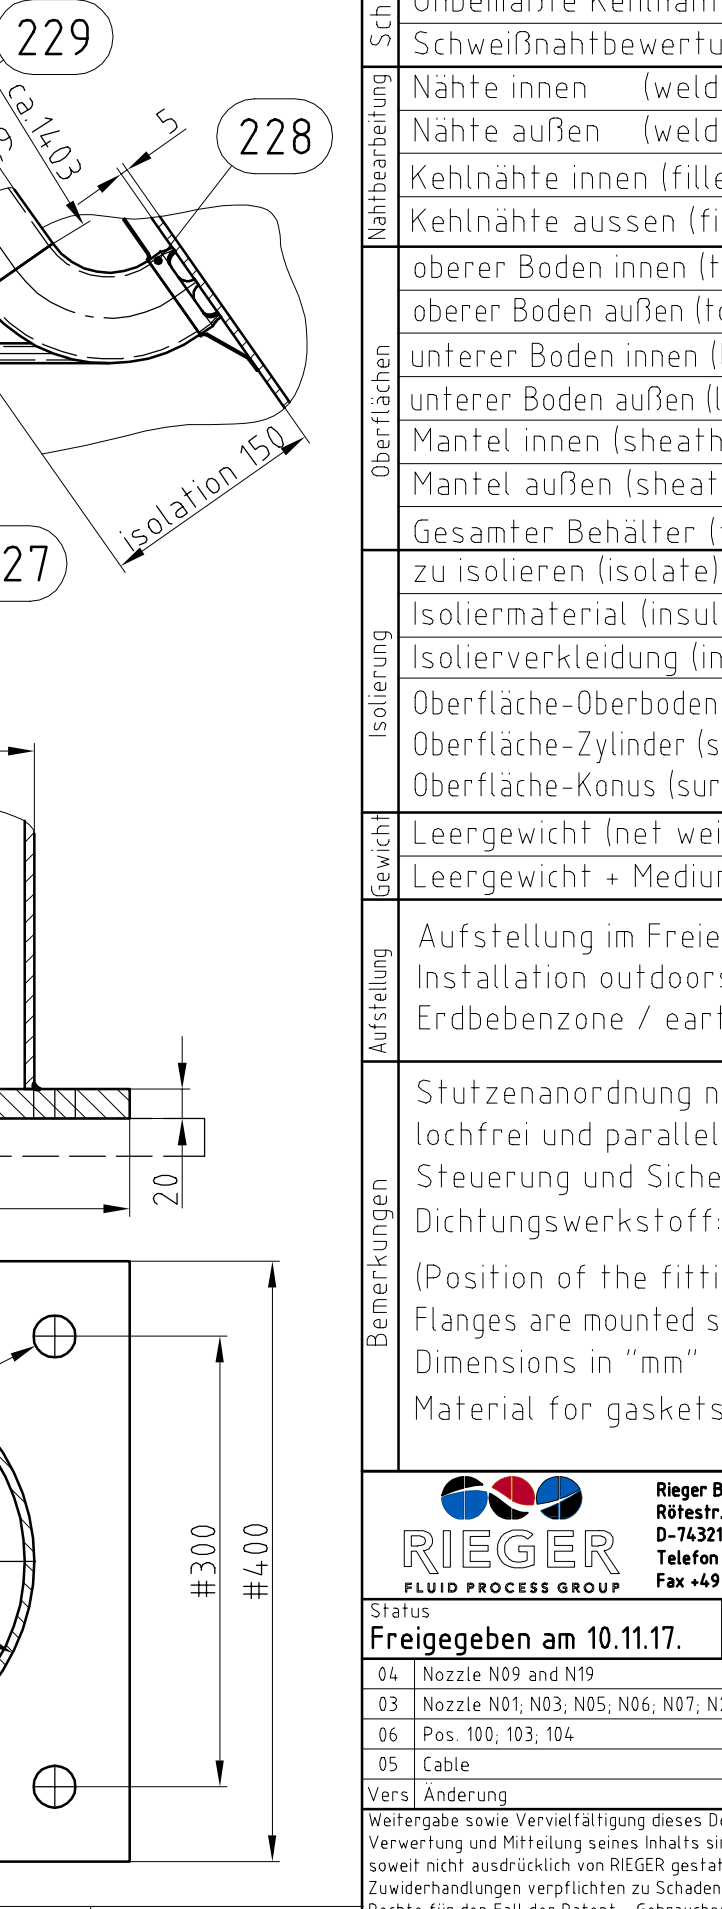 229
ca.1403
5
228
isolation 150
27
20
#300
#400
Sch
Schweißnahtbewertu
Nahtbearbeitung
Nähte innen (weld
Nähte außen (weld
Kehlnähte innen (fille
Kehlnähte aussen (fi
Oberflächen
oberer Boden innen (t
oberer Boden außen (to
unterer Boden innen (
unterer Boden außen (l
Mantel innen (sheath
Mantel außen (sheat
Gesamter Behälter (
Isolierung
zu isolieren (isolate)
Isoliermaterial (insul
Isolierverkleidung (in
Oberfläche-Oberboden
Oberfläche-Zylinder (s
Oberfläche-Konus (sur
Gewicht
Leergewicht (net wei
Leergewicht + Medium
Aufstellung
Aufstellung im Freie
Installation outdoors
Erdbebenzone / eart
Bemerkungen
Stutzenanordnung n
lochfrei und parallel
Steuerung und Siche
Dichtungswerkstoff:
(Position of the fitti
Flanges are mounted s
Dimensions in "mm"
Material for gaskets
RIEGER
FLUID PROCESS GROUP
Rieger B
Rötestr.
D-74321
Telefon
Fax +49
Status
Freigegeben am 10.11.17.
04 Nozzle N09 and N19
03 Nozzle N01; N03; N05; N06; N07; N2
06 Pos. 100; 103; 104
05 Cable
Vers Änderung
Weitergabe sowie Vervielfältigung dieses D
Verwertung und Mitteilung seines Inhalts si
soweit nicht ausdrücklich von RIEGER gestat
Zuwiderhandlungen verpflichten zu Schaden